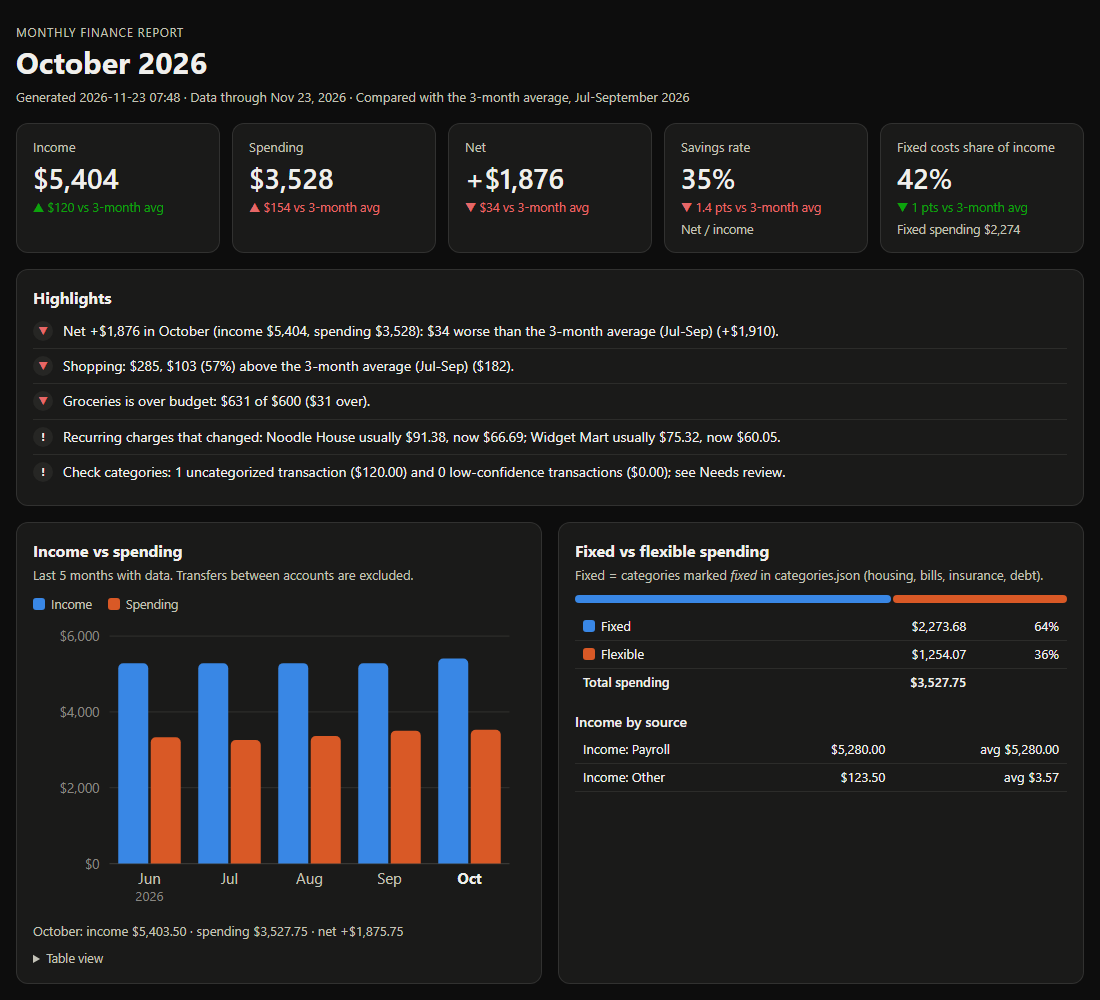 MONTHLY FINANCE REPORT
October 2026
Generated 2026-11-23 07:48 · Data through Nov 23, 2026 · Compared with the 3-month average, Jul-September 2026
Income
$5,404
▲ $120 vs 3-month avg
Spending
$3,528
▲ $154 vs 3-month avg
Net
+$1,876
▼ $34 vs 3-month avg
Savings rate
35%
▼ 1.4 pts vs 3-month avg
Net / income
Fixed costs share of income
42%
▼ 1 pts vs 3-month avg
Fixed spending $2,274
Highlights
▼ Net +$1,876 in October (income $5,404, spending $3,528): $34 worse than the 3-month average (Jul-Sep) (+$1,910).
▼ Shopping: $285, $103 (57%) above the 3-month average (Jul-Sep) ($182).
▼ Groceries is over budget: $631 of $600 ($31 over).
! Recurring charges that changed: Noodle House usually $91.38, now $66.69; Widget Mart usually $75.32, now $60.05.
! Check categories: 1 uncategorized transaction ($120.00) and 0 low-confidence transactions ($0.00); see Needs review.
Income vs spending
Last 5 months with data. Transfers between accounts are excluded.
Income Spending
$6,000
$4,000
$2,000
$0
Jun Jul Aug Sep Oct
2026
October: income $5,403.50 · spending $3,527.75 · net +$1,875.75
▶ Table view
Fixed vs flexible spending
Fixed = categories marked fixed in categories.json (housing, bills, insurance, debt).
Fixed $2,273.68 64%
Flexible $1,254.07 36%
Total spending $3,527.75
Income by source
Income: Payroll $5,280.00 avg $5,280.00
Income: Other $123.50 avg $3.57